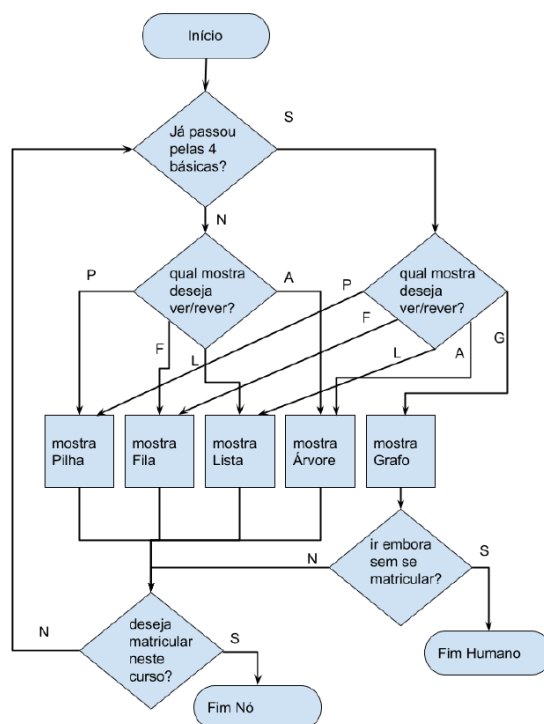 Início
S
Já passou
pelas 4
básicas?
N
P
qual mostra
deseja
ver/rever?
A
F
L
P
qual mostra
deseja
ver/rever?
F
G
L
A
mostra
Pilha
mostra
Fila
mostra
Lista
mostra
Árvore
mostra
Grafo
N
ir embora
sem se
matricular?
S
N
deseja
matricular
neste
curso?
S
Fim Humano
Fim Nó